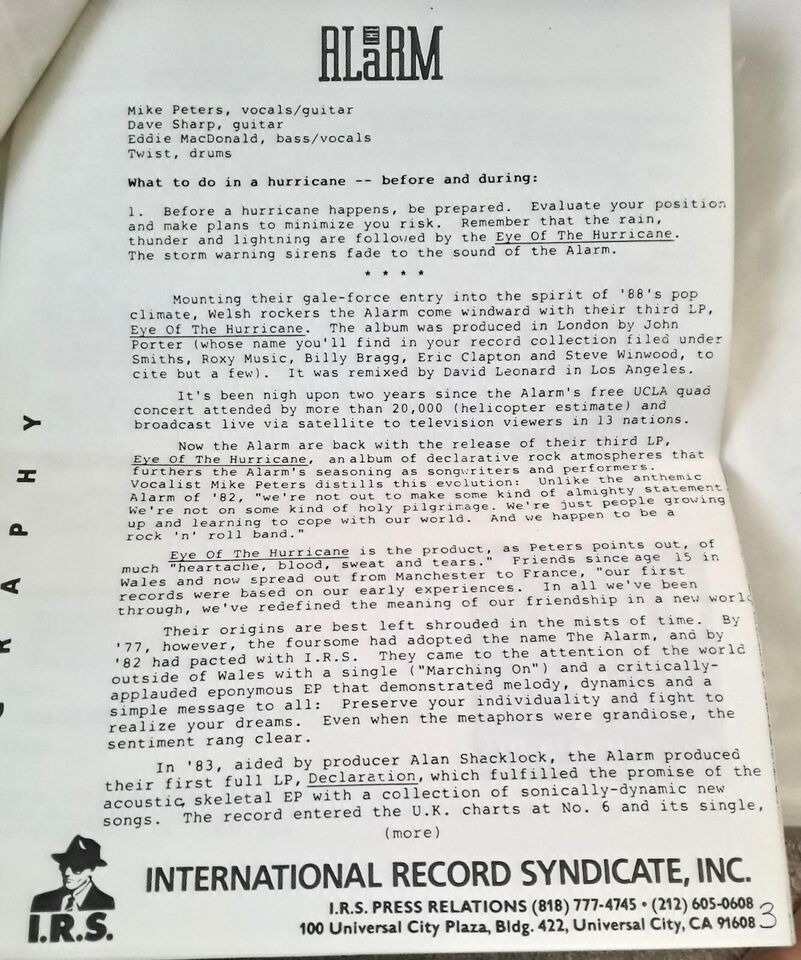 THE ALARM
Mike Peters, vocals/guitar
Dave Sharp, guitar
Eddie MacDonald, bass/vocals
Twist, drums
What to do in a hurricane -- before and during:
1. Before a hurricane happens, be prepared. Evaluate your position
and make plans to minimize you risk. Remember that the rain,
thunder and lightning are followed by the Eye Of The Hurricane.
The storm warning sirens fade to the sound of the Alarm.
* * * *
Mounting their gale-force entry into the spirit of '88's pop
climate, Welsh rockers the Alarm come windward with their third LP,
Eye Of The Hurricane. The album was produced in London by John
Porter (whose name you'll find in your record collection filed under
Smiths, Roxy Music, Billy Bragg, Eric Clapton and Steve Winwood, to
cite but a few). It was remixed by David Leonard in Los Angeles.
It's been nigh upon two years since the Alarm's free UCLA quad
concert attended by more than 20,000 (helicopter estimate) and
broadcast live via satellite to television viewers in 13 nations.
Now the Alarm are back with the release of their third LP,
Eye Of The Hurricane, an album of declarative rock atmospheres that
furthers the Alarm's seasoning as songwriters and performers.
Vocalist Mike Peters distills this evolution: Unlike the anthemic
Alarm of '82, "we're not out to make some kind of almighty statement.
We're not on some kind of holy pilgrimage. We're just people growing
up and learning to cope with our world. And we happen to be a
rock 'n' roll band."
Eye Of The Hurricane is the product, as Peters points out, of
much "heartache, blood, sweat and tears." Friends since age 15 in
Wales and now spread out from Manchester to France, "our first
records were based on our early experiences. In all we've been
through, we've redefined the meaning of our friendship in a new world
Their origins are best left shrouded in the mists of time. By
'77, however, the foursome had adopted the name The Alarm, and by
'82 had pacted with I.R.S. They came to the attention of the world
outside of Wales with a single ("Marching On") and a critically-
applauded eponymous EP that demonstrated melody, dynamics and a
simple message to all: Preserve your individuality and fight to
realize your dreams. Even when the metaphors were grandiose, the
sentiment rang clear.
In '83, aided by producer Alan Shacklock, the Alarm produced
their first full LP, Declaration, which fulfilled the promise of the
acoustic, skeletal EP with a collection of sonically-dynamic new
songs. The record entered the U.K. charts at No. 6 and its single,
(more)
R A P H Y
I.R.S.
INTERNATIONAL RECORD SYNDICATE, INC.
I.R.S. PRESS RELATIONS (818) 777-4745 • (212) 605-0608
100 Universal City Plaza, Bldg. 422, Universal City, CA 91608
3